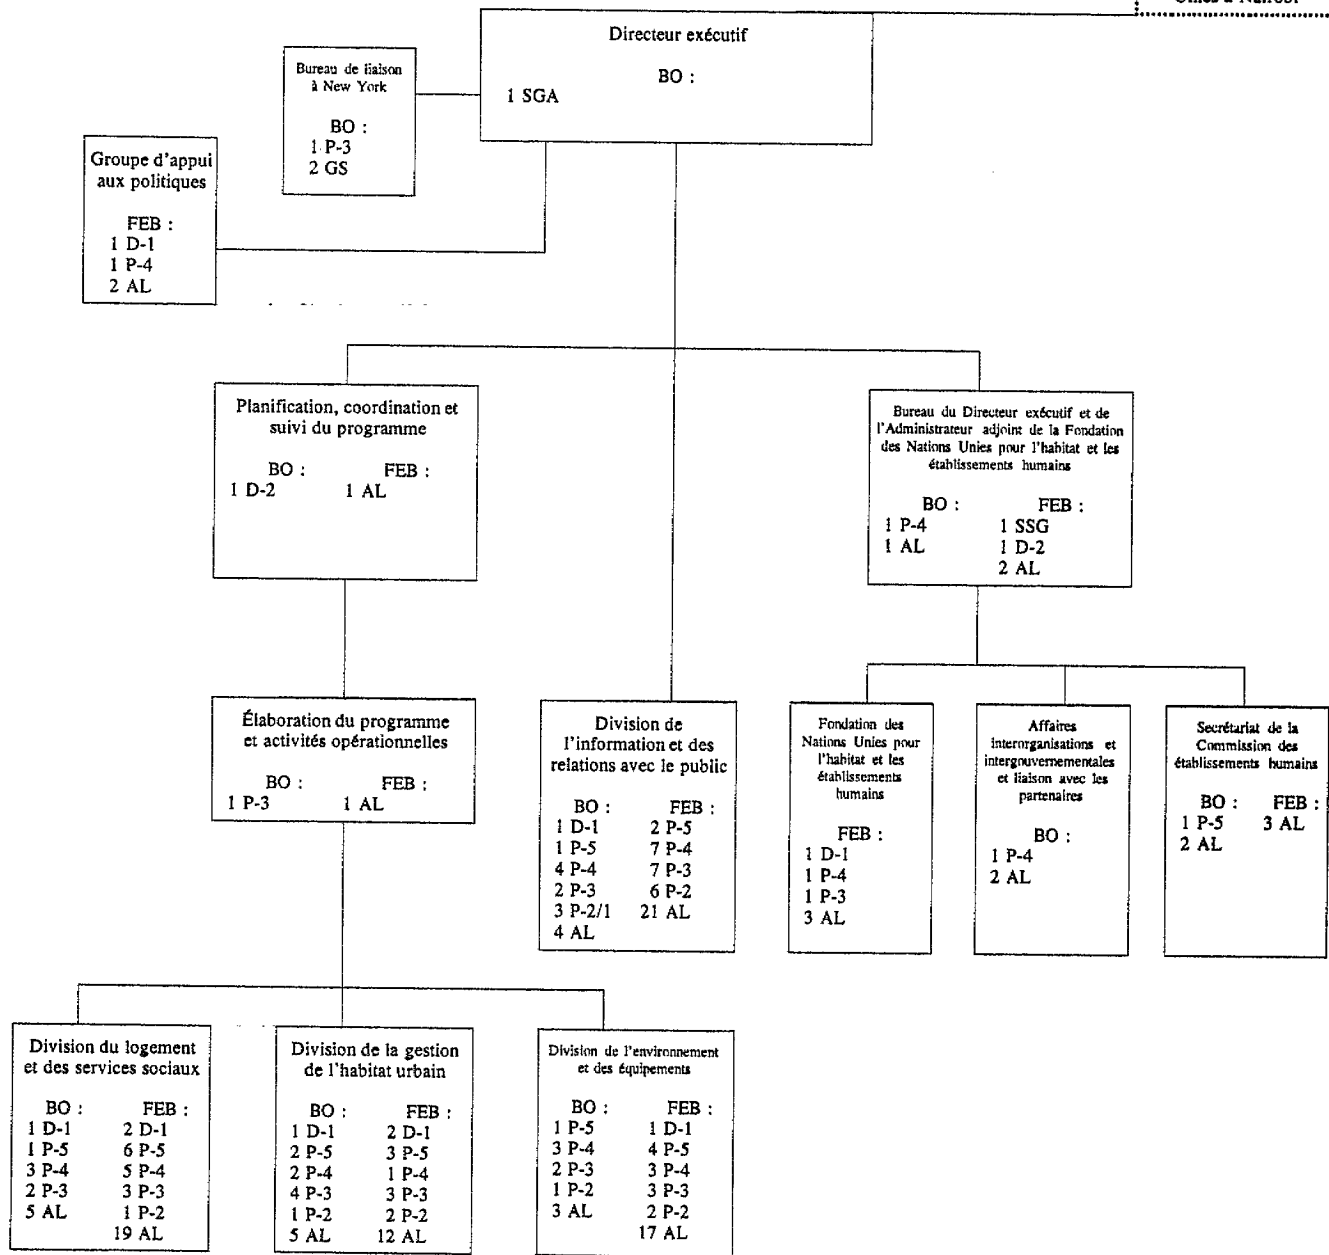 Directeur exécutif
BO :
1 SGA
Bureau de liaison
à New York
BO :
1 P-3
2 GS
Groupe d'appui
aux politiques
FEB :
1 D-1
1 P-4
2 AL
Planification, coordination et
suivi du programme
BO : FEB :
1 D-2 1 AL
Bureau du Directeur exécutif et de
l'Administrateur adjoint de la Fondation
des Nations Unies pour l'habitat et les
établissements humains
BO : FEB :
1 P-4 1 SSG
1 AL 1 D-2
2 AL
Élaboration du programme
et activités opérationnelles
BO : FEB :
1 P-3 1 AL
Division de
l'information et des
relations avec le public
BO : FEB :
1 D-1 2 P-5
1 P-5 7 P-4
4 P-4 7 P-3
2 P-3 6 P-2
3 P-2/1 21 AL
4 AL
Fondation des
Nations Unies pour
l'habitat et les
établissements
humains
FEB :
1 D-1
1 P-4
1 P-3
3 AL
Affaires
interorganisations et
intergouvernementales
et liaison avec les
partenaires
BO :
1 P-4
2 AL
Secrétariat de la
Commission des
établissements humains
BO : FEB :
1 P-5 3 AL
2 AL
Division du logement
et des services sociaux
BO : FEB :
1 D-1 2 D-1
1 P-5 6 P-5
3 P-4 5 P-4
2 P-3 3 P-3
5 AL 1 P-2
19 AL
Division de la gestion
de l'habitat urbain
BO : FEB :
1 D-1 2 D-1
2 P-5 3 P-5
2 P-4 1 P-4
4 P-3 3 P-3
1 P-2 2 P-2
5 AL 12 AL
Division de l'environnement
et des équipements
BO : FEB :
1 P-5 1 D-1
3 P-4 4 P-5
2 P-3 3 P-4
1 P-2 3 P-3
3 AL 2 P-2
17 AL